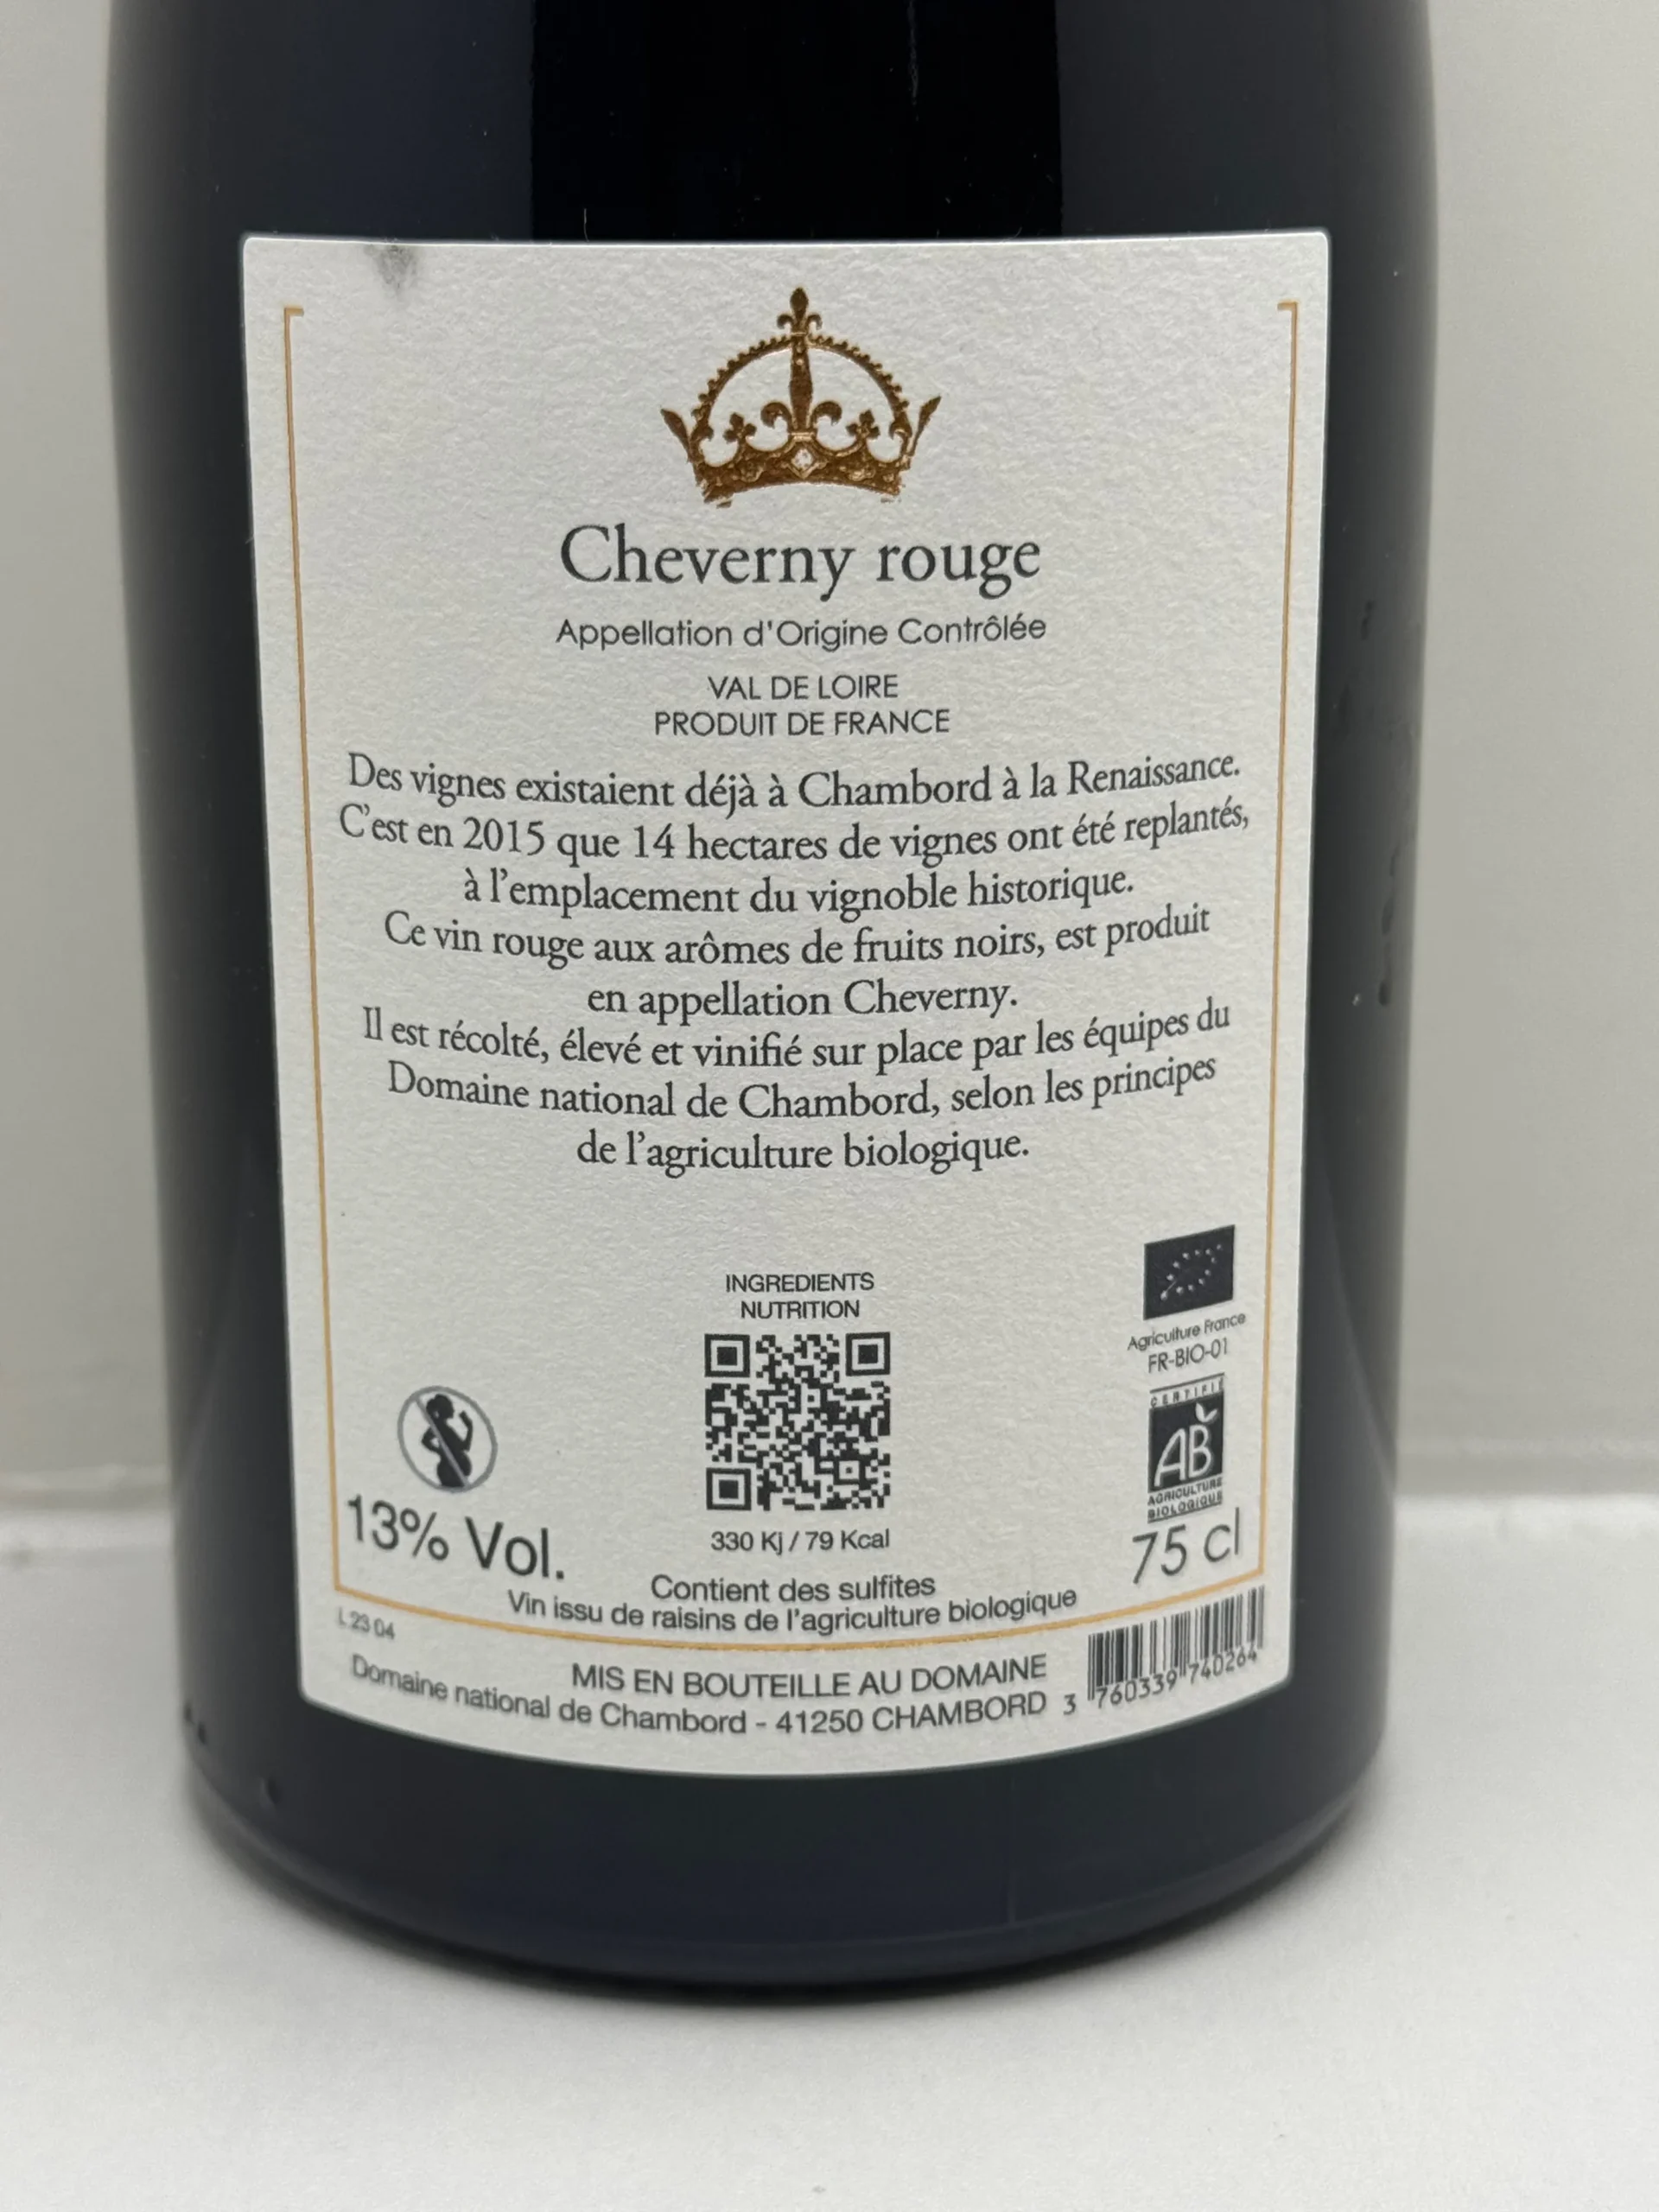 Cheverny rouge
Appellation d'Origine Contrôlée
VAL DE LOIRE
PRODUIT DE FRANCE
Des vignes existaient déjà à Chambord à la Renaissance.
C'est en 2015 que 14 hectares de vignes ont été replantés,
à l'emplacement du vignoble historique.
Ce vin rouge aux arômes de fruits noirs, est produit
en appellation Cheverny.
Il est récolté, élevé et vinifié sur place par les équipes du
Domaine national de Chambord, selon les principes
de l'agriculture biologique.
INGREDIENTS
NUTRITION
Agriculture France
FR-BIO-01
CERTIFIÉ
AB
AGRICULTURE
BIOLOGIQUE
13% Vol.
330 Kj / 79 Kcal
75 cl
Contient des sulfites
Vin issu de raisins de l'agriculture biologique
L 23 04
MIS EN BOUTEILLE AU DOMAINE
Domaine national de Chambord - 41250 CHAMBORD
3 760339 740264